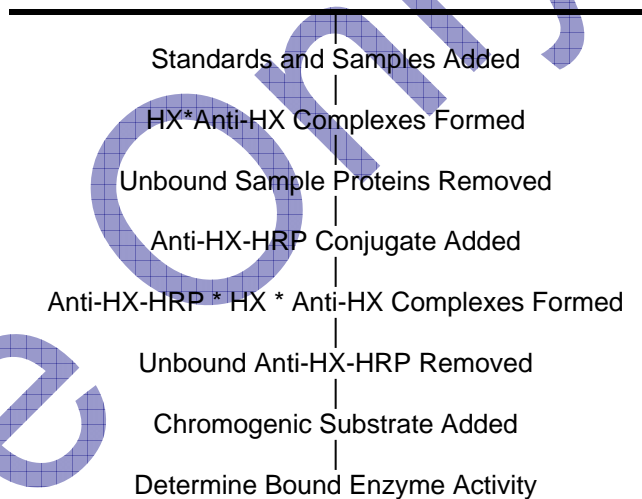 Standards and Samples Added
HX*Anti-HX Complexes Formed
Unbound Sample Proteins Removed
Anti-HX-HRP Conjugate Added
Anti-HX-HRP * HX * Anti-HX Complexes Formed
Unbound Anti-HX-HRP Removed
Chromogenic Substrate Added
Determine Bound Enzyme Activity